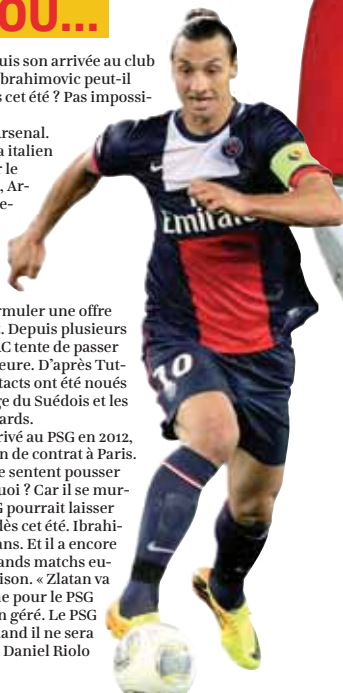 OU...
uis son arrivée au club
brahimovic peut-il
s cet été ? Pas impossi-
rsenal.
a italien
r le
, Ar-
e-
rmuler une offre
. Depuis plusieurs
AC tente de passer
eure. D'après Tut-
tacts ont été noués
ge du Suédois et les
ards.
rivé au PSG en 2012,
n de contrat à Paris.
e sentent pousser
uoi ? Car il se mur-
G pourrait laisser
dès cet été. Ibrahi-
ans. Et il a encore
ands matchs eu-
ison. « Zlatan va
e pour le PSG
n géré. Le PSG
and il ne sera
Daniel Riolo
Emirates
10